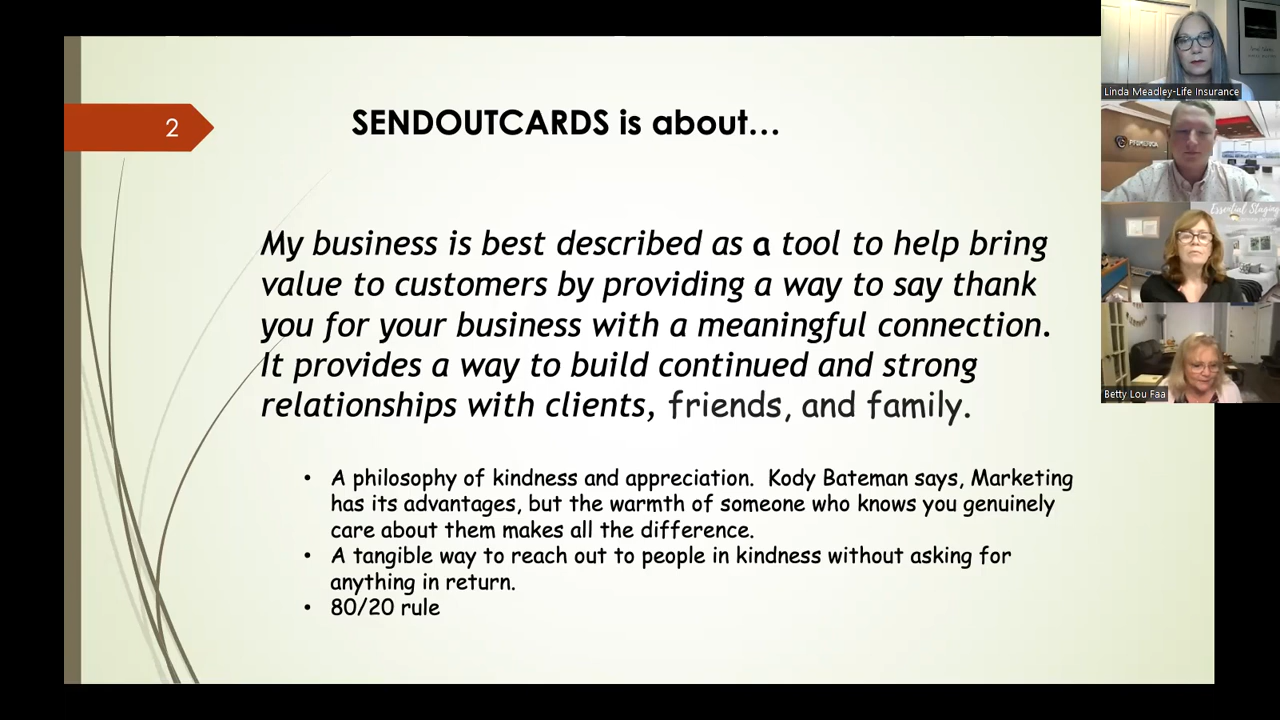 2
SENDOUTCARDS is about...
My business is best described as a tool to help bring
value to customers by providing a way to say thank
you for your business with a meaningful connection.
It provides a way to build continued and strong
relationships with clients, friends, and family.
• A philosophy of kindness and appreciation.  Kody Bateman says, Marketing
has its advantages, but the warmth of someone who knows you genuinely
care about them makes all the difference.
• A tangible way to reach out to people in kindness without asking for
anything in return.
• 80/20 rule
Linda Meadley-Life Insurance
Essential Staging
Betty Lou Faa